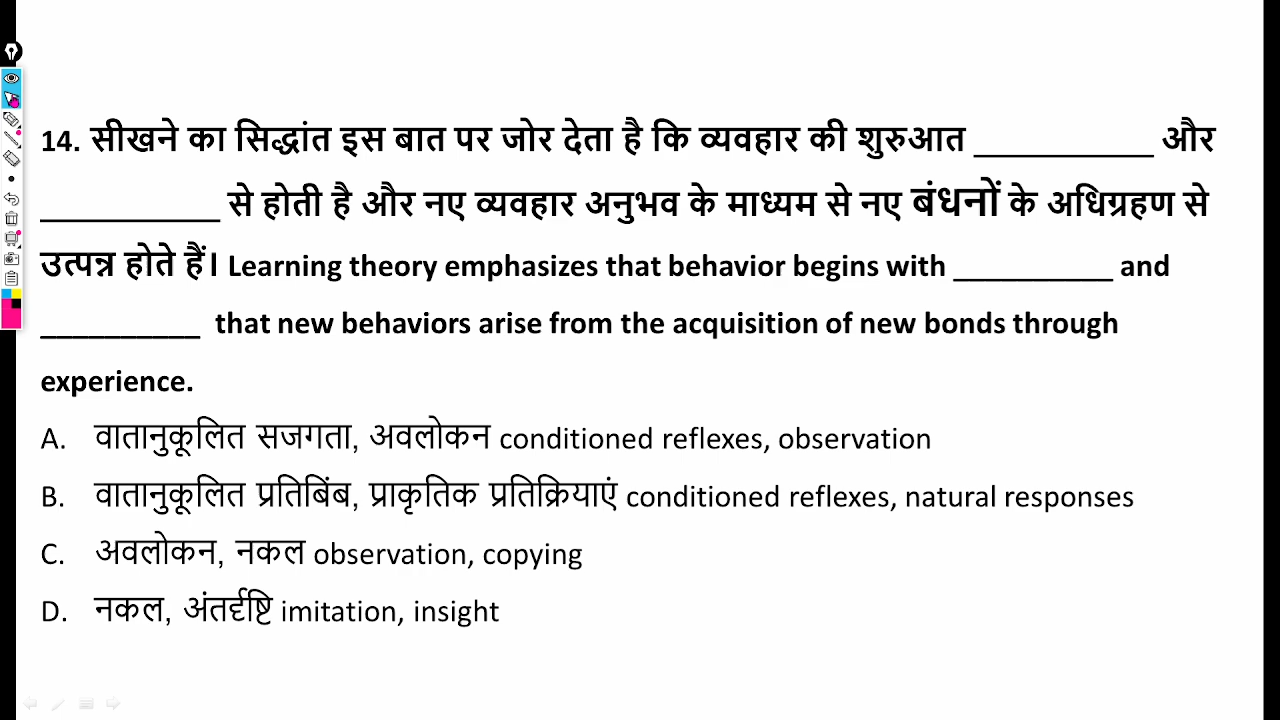 14. सीखने का सिद्धांत इस बात पर जोर देता है कि व्यवहार की शुरुआत ___________ और
___________ से होती है और नए व्यवहार अनुभव के माध्यम से नए बंधनों के अधिग्रहण से
उत्पन्न होते हैं। Learning theory emphasizes that behavior begins with __________ and
__________ that new behaviors arise from the acquisition of new bonds through
experience.
A. वातानुकूलित सजगता, अवलोकन conditioned reflexes, observation
B. वातानुकूलित प्रतिबिंब, प्राकृतिक प्रतिक्रियाएं conditioned reflexes, natural responses
C. अवलोकन, नकल observation, copying
D. नकल, अंतर्दृष्टि imitation, insight